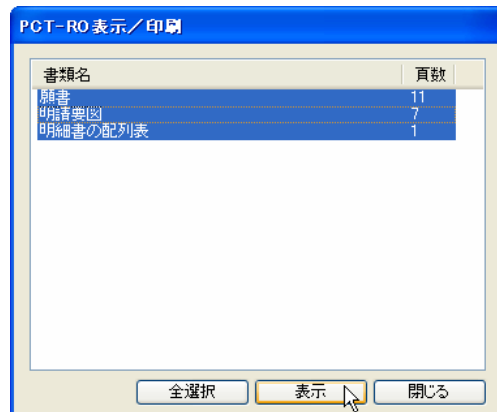 PCT-RO表示／印刷
書類名 頁数
願書 11
明請要図 7
明細書の配列表 1
全選択 表示 閉じる